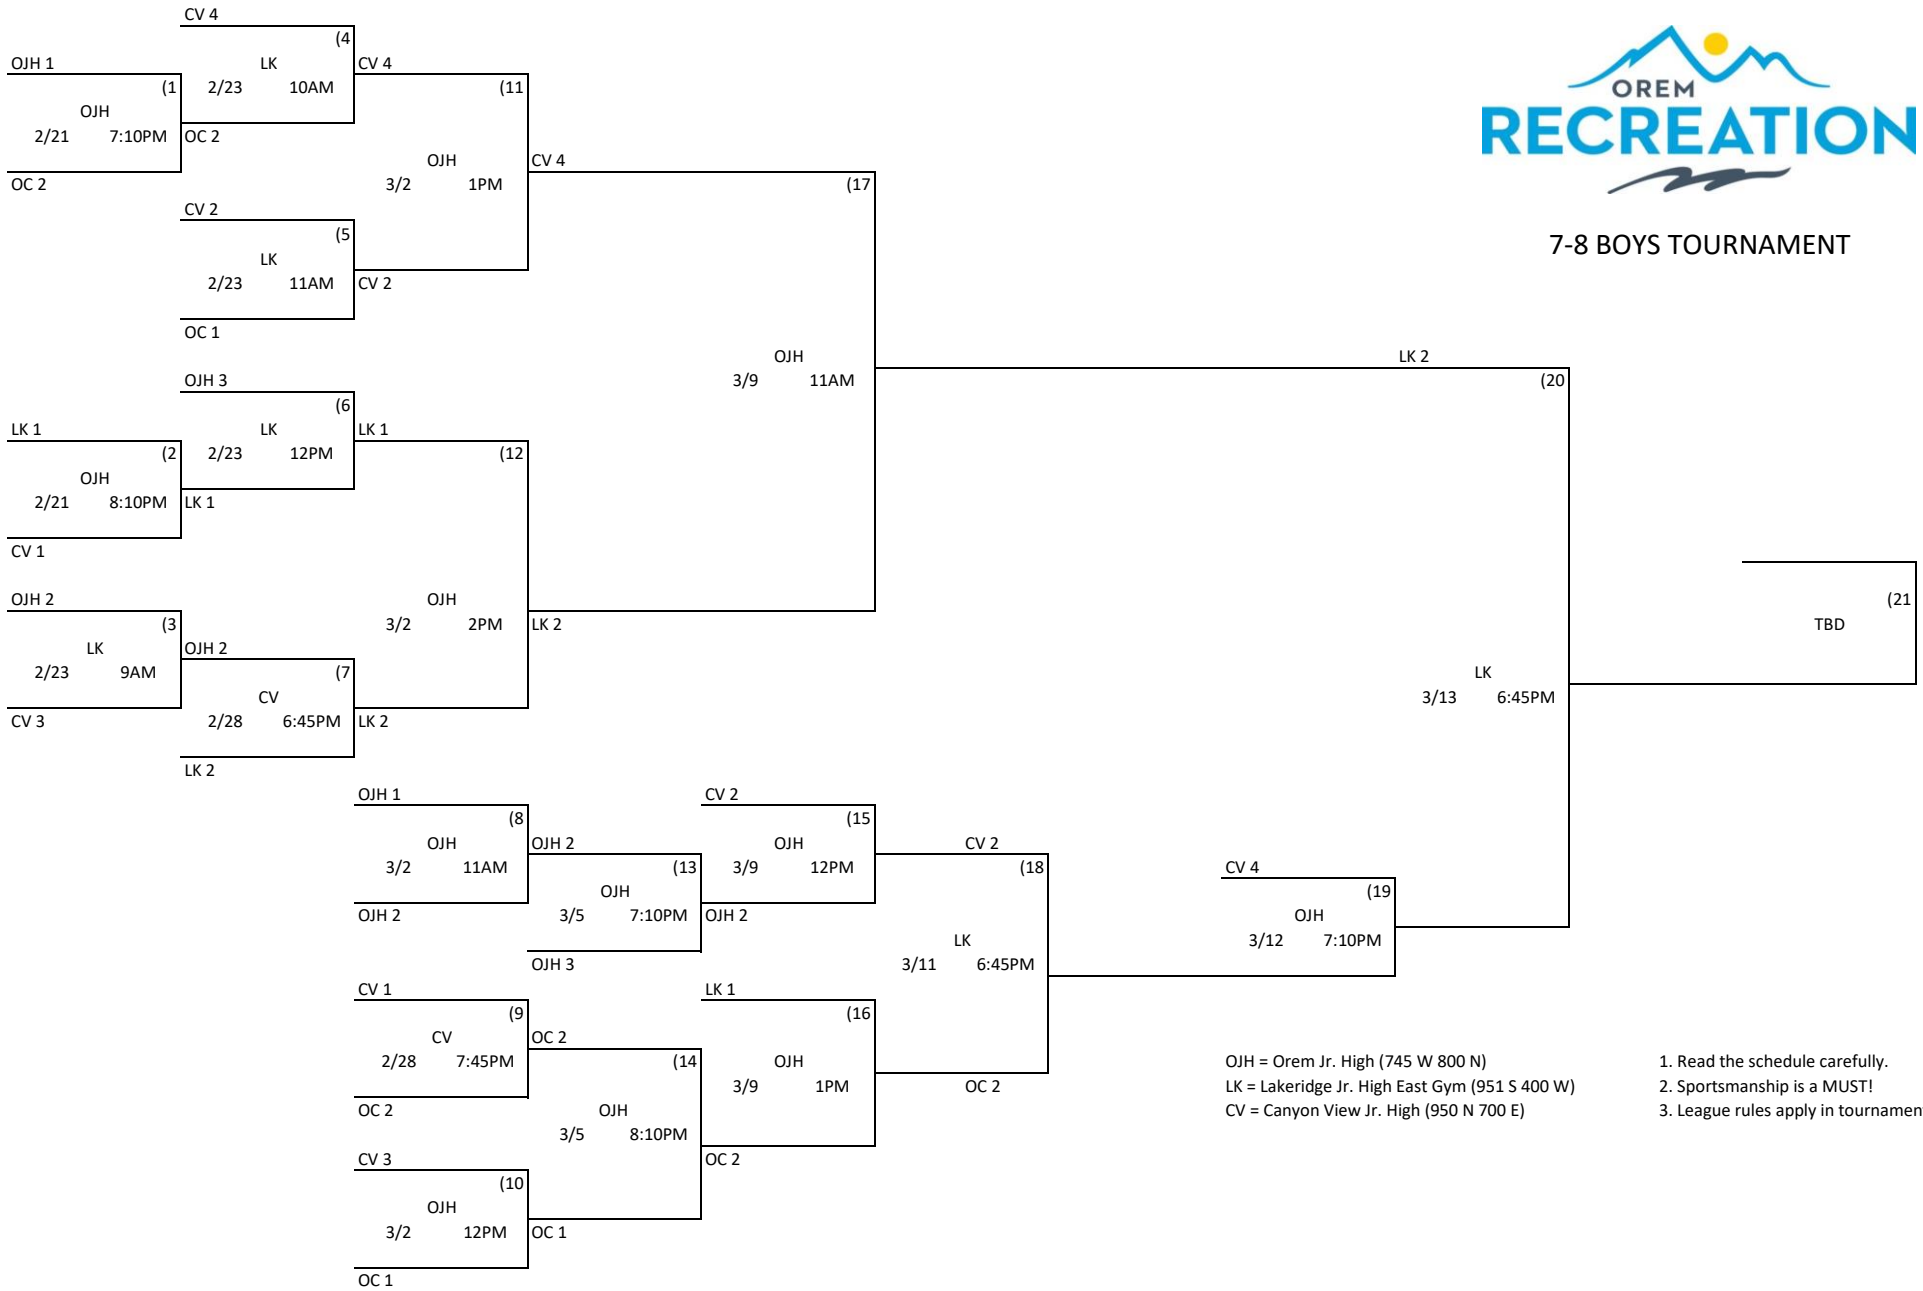 CV 4
(4
OJH 1
LK
CV 4
(1
2/23 10AM
(11
OJH
2/21 7:10PM
OC 2
OJH
CV 4
OC 2
3/2 1PM
(17
CV 2
(5
LK
2/23 11AM
CV 2
OC 1
OJH
LK 2
OJH 3
3/9 11AM
(20
(6
LK 1
LK
LK 1
(2
2/23 12PM
(12
OJH
2/21 8:10PM
LK 1
CV 1
OJH 2
OJH
(21
(3
3/2 2PM
LK 2
TBD
LK
OJH 2
2/23 9AM
(7
LK
CV
3/13 6:45PM
CV 3
2/28 6:45PM
LK 2
LK 2
OJH 1
CV 2
(8
(15
OJH
OJH 2
OJH
CV 2
3/2 11AM
(13
3/9 12PM
(18
CV 4
OJH
(19
OJH 2
3/5 7:10PM
OJH 2
OJH
LK
3/12 7:10PM
OJH 3
3/11 6:45PM
CV 1
LK 1
(9
(16
CV
OC 2
2/28 7:45PM
(14
OJH
3/9 1PM
OC 2
OC 2
OJH
3/5 8:10PM
CV 3
OC 2
(10
OJH
3/2 12PM
OC 1
OC 1
OREM
RECREATION
7-8 BOYS TOURNAMENT
OJH = Orem Jr. High (745 W 800 N)
LK = Lakeridge Jr. High East Gym (951 S 400 W)
CV = Canyon View Jr. High (950 N 700 E)
1. Read the schedule carefully.
2. Sportsmanship is a MUST!
3. League rules apply in tournamen